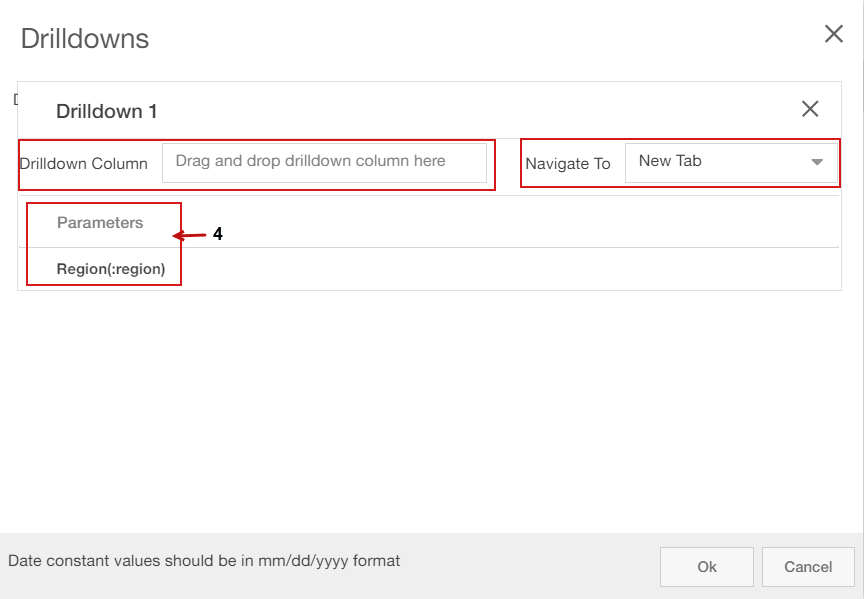 Drilldowns
Drilldown 1
Drilldown Column Drag and drop drilldown column here Navigate To New Tab
Parameters
4
Region(:region)
Date constant values should be in mm/dd/yyyy format
Ok Cancel